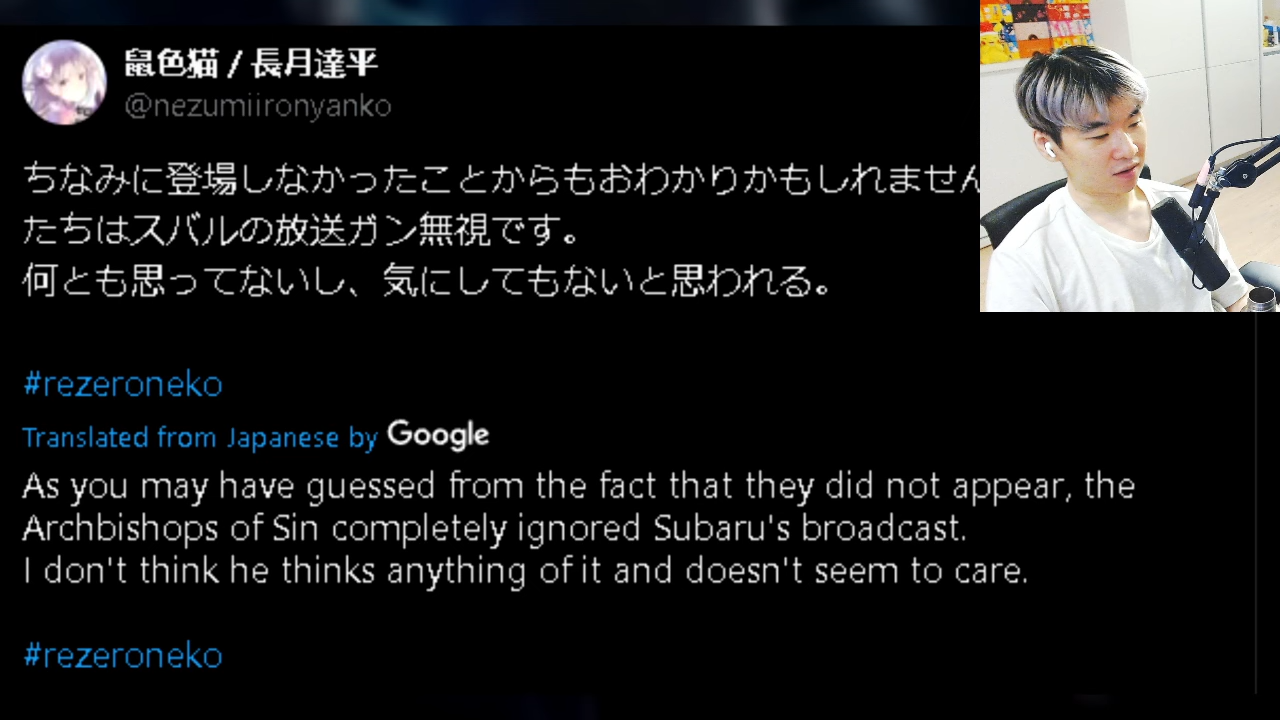 鼠色猫 / 長月達平
@nezumiironyanko
ちなみに登場しなかったことからもおわかりかもしれません
たちはスバルの放送ガン無視です。
何とも思ってないし、気にしてもないと思われる。
#rezeroneko
Translated from Japanese by Google
As you may have guessed from the fact that they did not appear, the
Archbishops of Sin completely ignored Subaru's broadcast.
I don't think he thinks anything of it and doesn't seem to care.
#rezeroneko